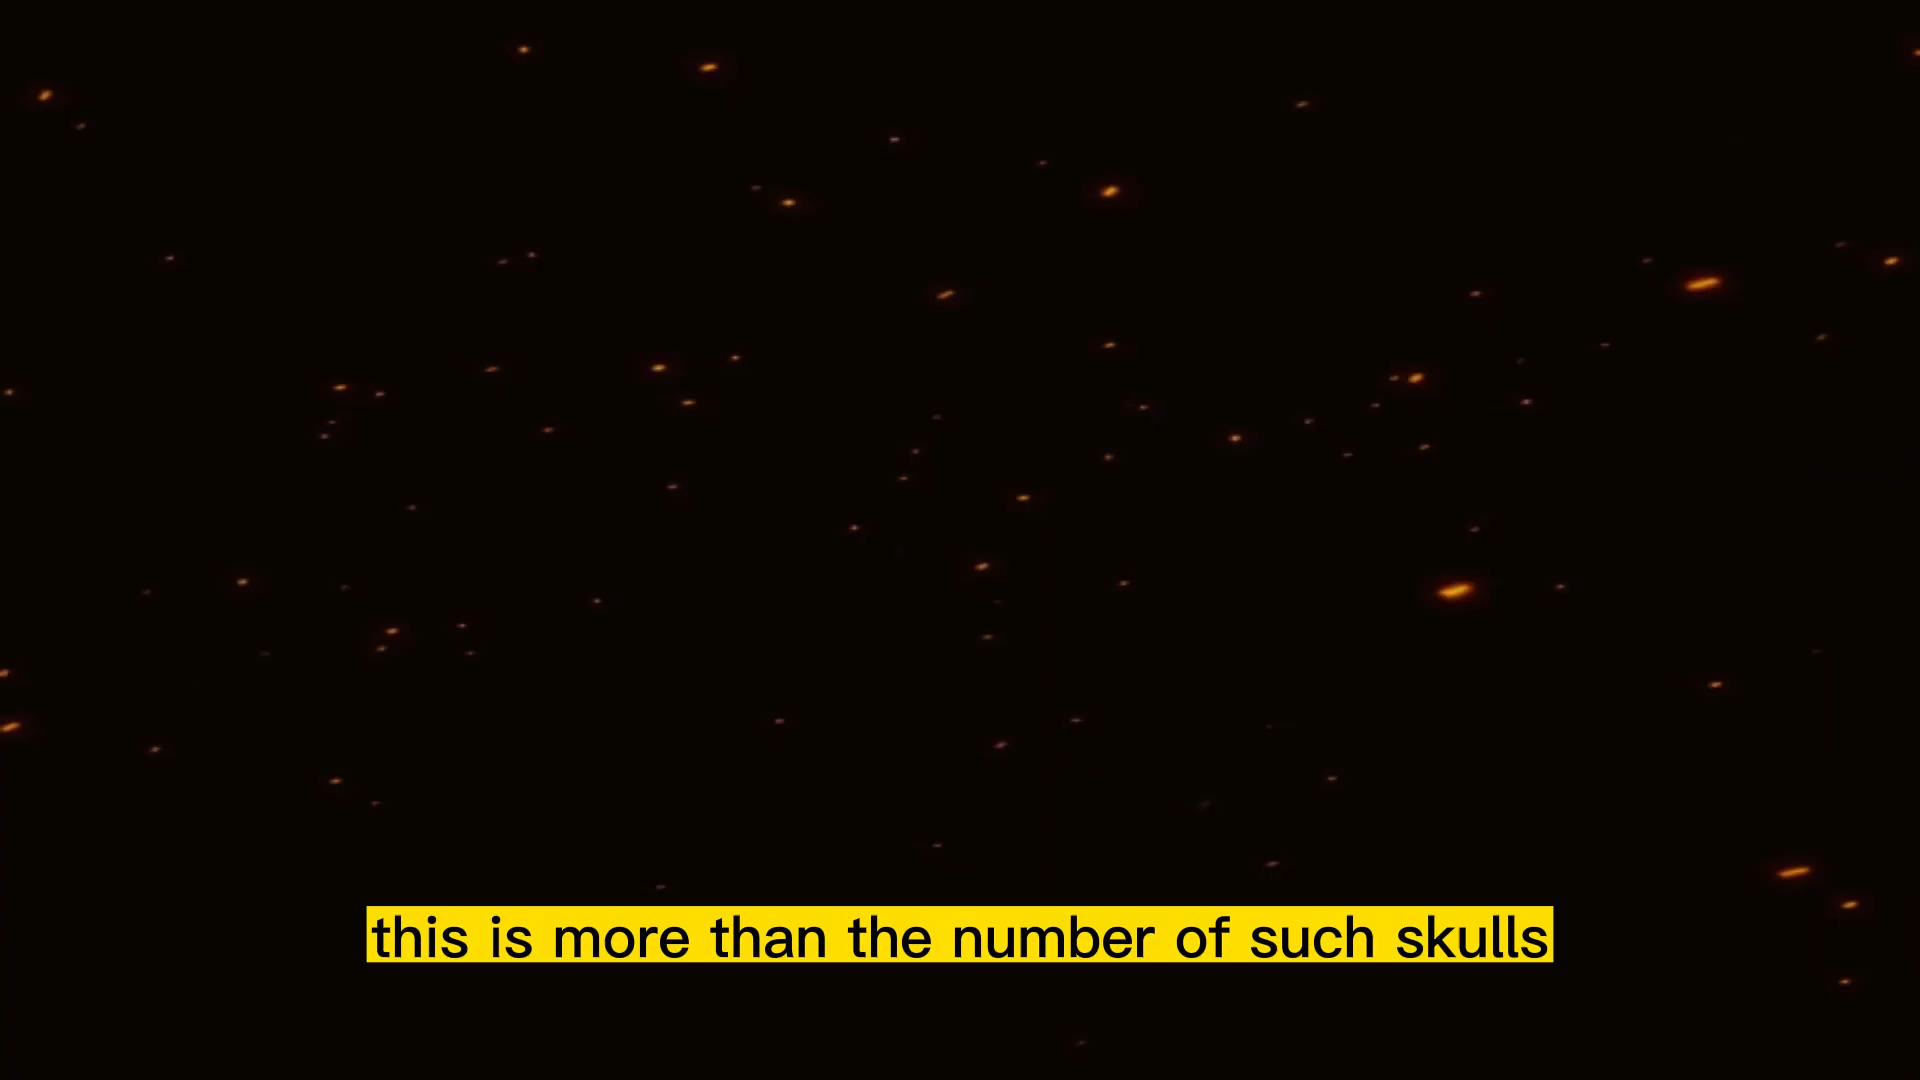 this is more than the number of such skulls